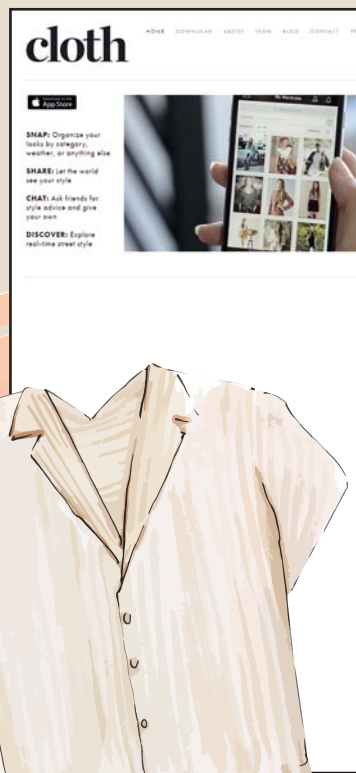 cloth
HOME DOWNLOAD ABOUT TEAM BLOG CONTACT
App Store
SNAP: Organize your
looks by category,
weather, or anything else
SHARE: Let the world
see your style
CHAT: Ask friends for
style advice and give
your own
DISCOVER: Explore
real-time street style